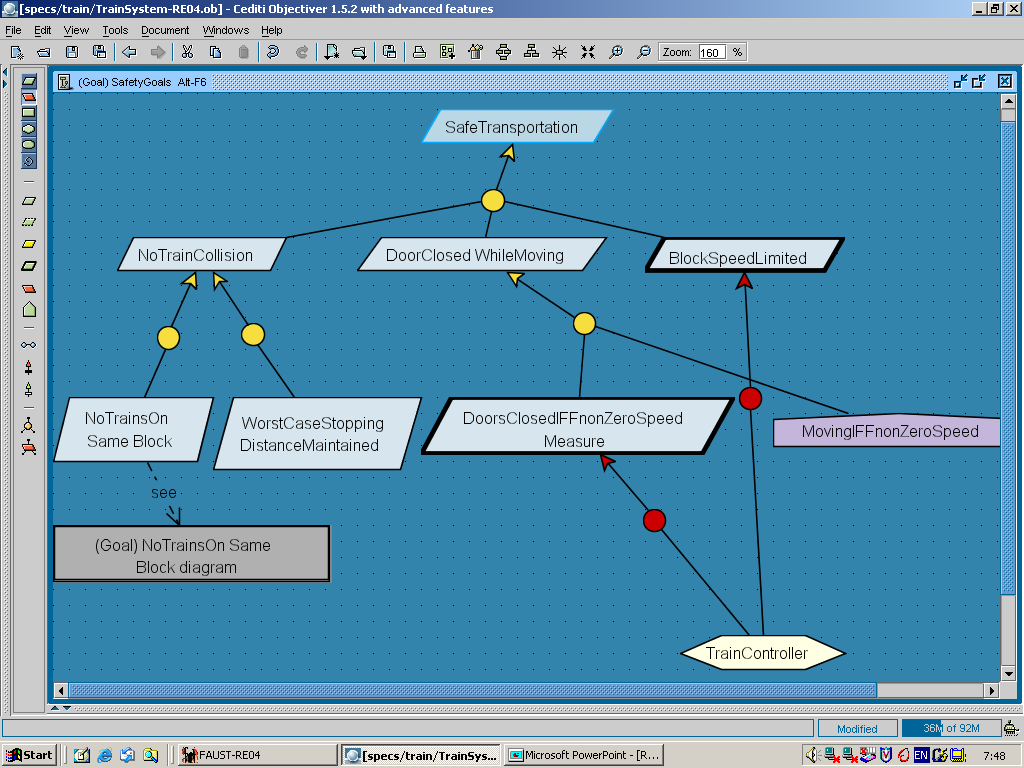 [specs/train/TrainSystem-RE04.ob] - Cediti Objectiver 1.5.2 with advanced features
File Edit View Tools Document Windows Help
Zoom: 160 %
(Goal) SafetyGoals Alt-F6
SafeTransportation
NoTrainCollision
DoorClosed WhileMoving
BlockSpeedLimited
NoTrainsOn
Same Block
WorstCaseStopping
DistanceMaintained
DoorsClosedIFFnonZeroSpeed
Measure
MovingIFFnonZeroSpeed
see
(Goal) NoTrainsOn Same
Block diagram
TrainController
Modified
36M of 92M
Start
FAUST-RE04
[specs/train/TrainSys...
Microsoft PowerPoint - [R...
EN
7:48